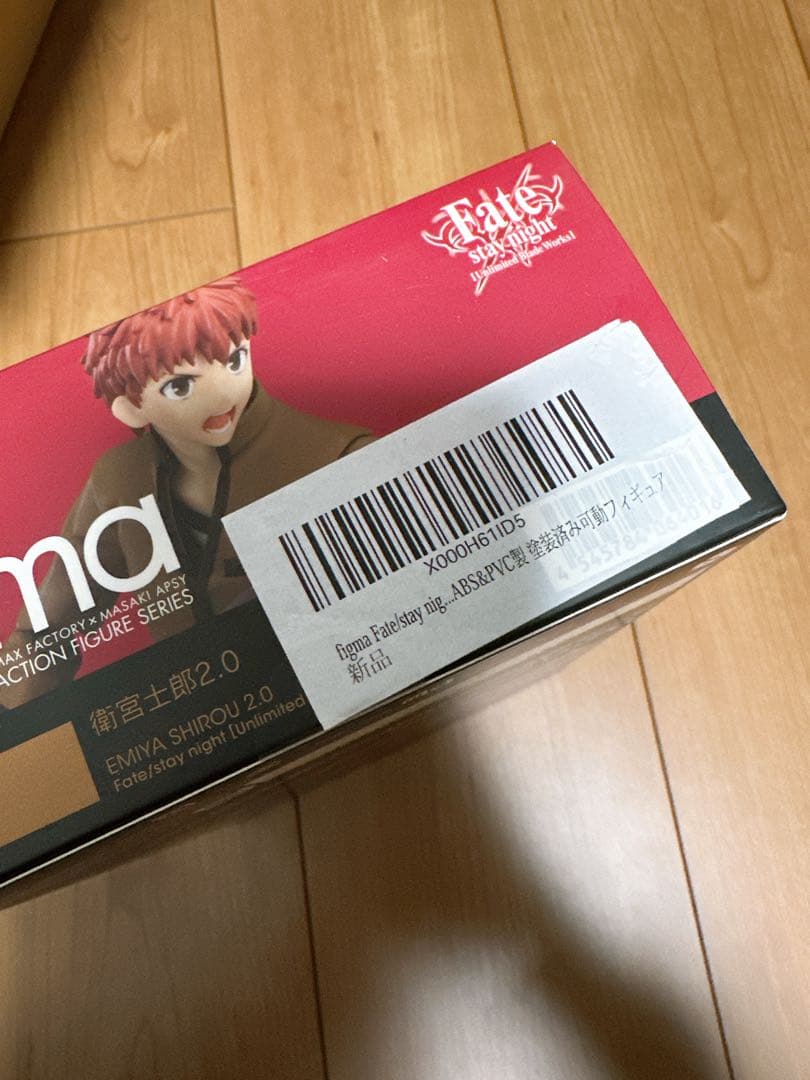 Fate
stay night
[Unlimited Blade Works]
ma
MAX FACTORY × MASAKI APSY
ACTION FIGURE SERIES
X000H61ID5
figma Fate/stay nig...ABS&PVC製 塗装済み可動フィギュア
新品
衛宮士郎2.0
EMIYA SHIROU 2.0
Fate/stay night [Unlimited